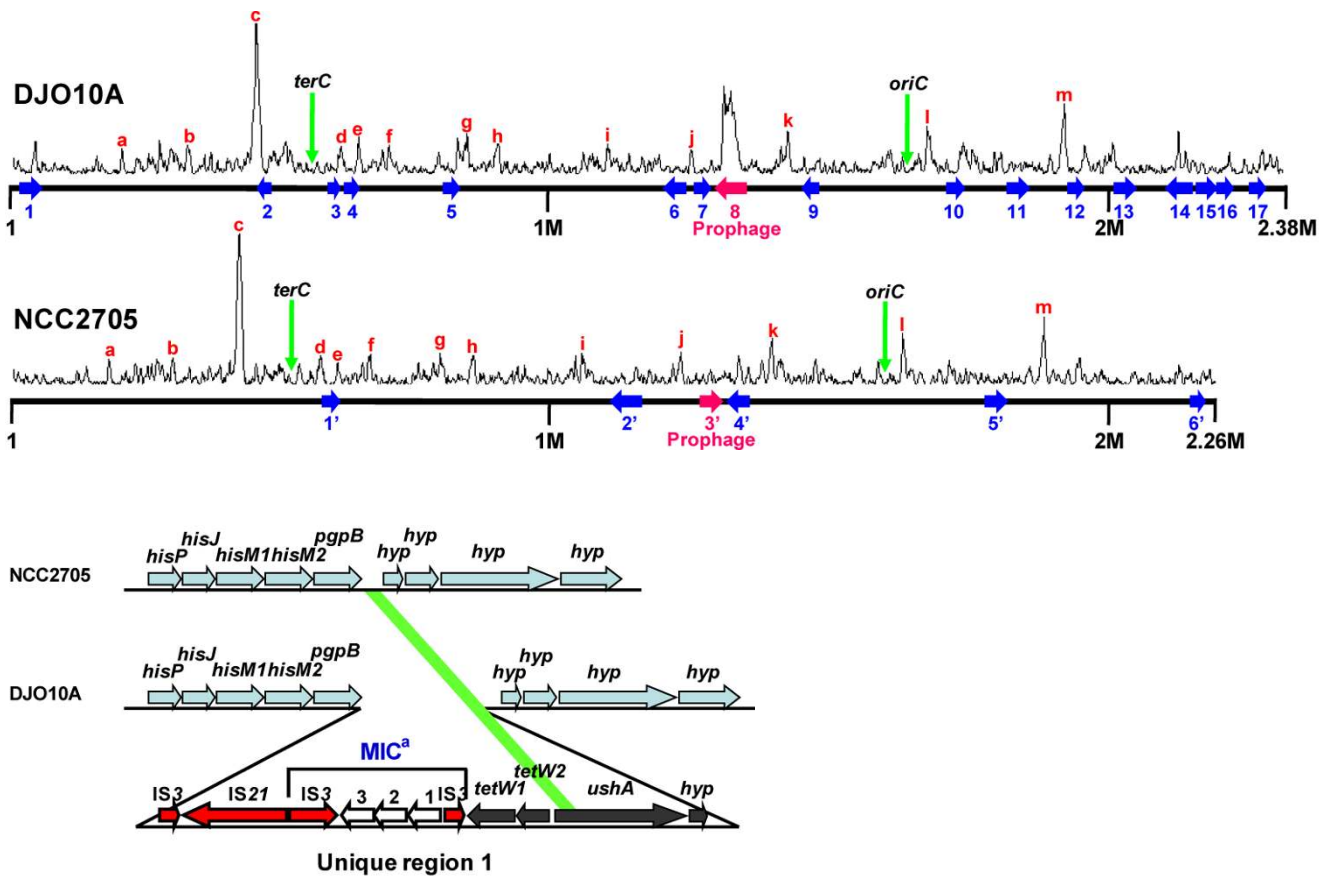 c
terC
oriC
DJO10A
m
a b d e f g h i j k l
1 2 3 4 5 6 7 8 9 10 11 12 13 14 15 16 17
Prophage
1 1M 2M 2.38M
c
terC
oriC
NCC2705
m
a b d e f g h i j k l
1' 2' 3' 4' 5' 6'
Prophage
1 1M 2M 2.26M
hisP hisJ hisM1 hisM2 pgpB hyp hyp hyp hyp
NCC2705
hisP hisJ hisM1 hisM2 pgpB hyp hyp hyp hyp
DJO10A
MICa
IS3 IS21 IS3 3 2 1 IS3 tetW1 tetW2 ushA hyp
Unique region 1